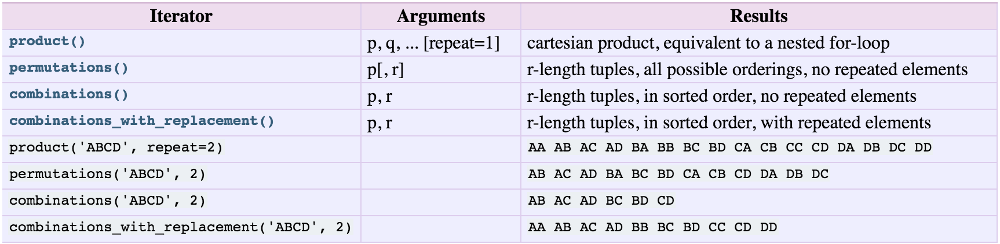 Iterator Arguments Results
product() p, q, ... [repeat=1] cartesian product, equivalent to a nested for-loop
permutations() p[, r] r-length tuples, all possible orderings, no repeated elements
combinations() p, r r-length tuples, in sorted order, no repeated elements
combinations_with_replacement() p, r r-length tuples, in sorted order, with repeated elements
product('ABCD', repeat=2) AA AB AC AD BA BB BC BD CA CB CC CD DA DB DC DD
permutations('ABCD', 2) AB AC AD BA BC BD CA CB CD DA DB DC
combinations('ABCD', 2) AB AC AD BC BD CD
combinations_with_replacement('ABCD', 2) AA AB AC AD BB BC BD CC CD DD